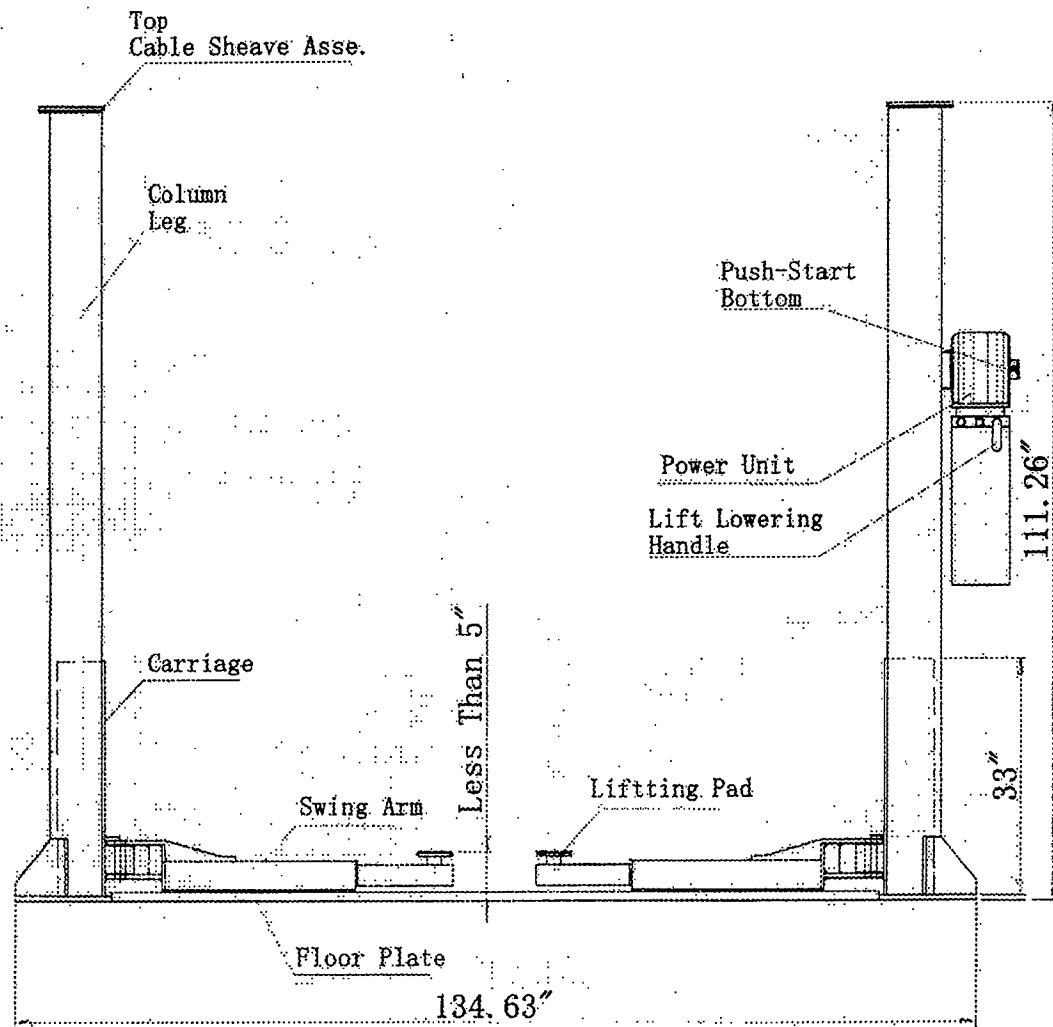 Top
Cable Sheave Asse.
Column
Leg
Push-Start
Bottom
Power Unit
Lift Lowering
Handle
111.26″
Less Than 5″
Carriage
33″
Swing Arm
Liftting Pad
Floor Plate
134.63″